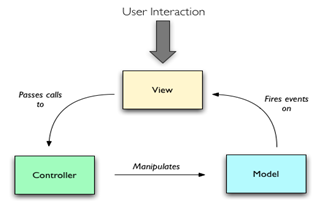 User Interaction
View
Passes calls
to
Fires events
on
Controller
Manipulates
Model